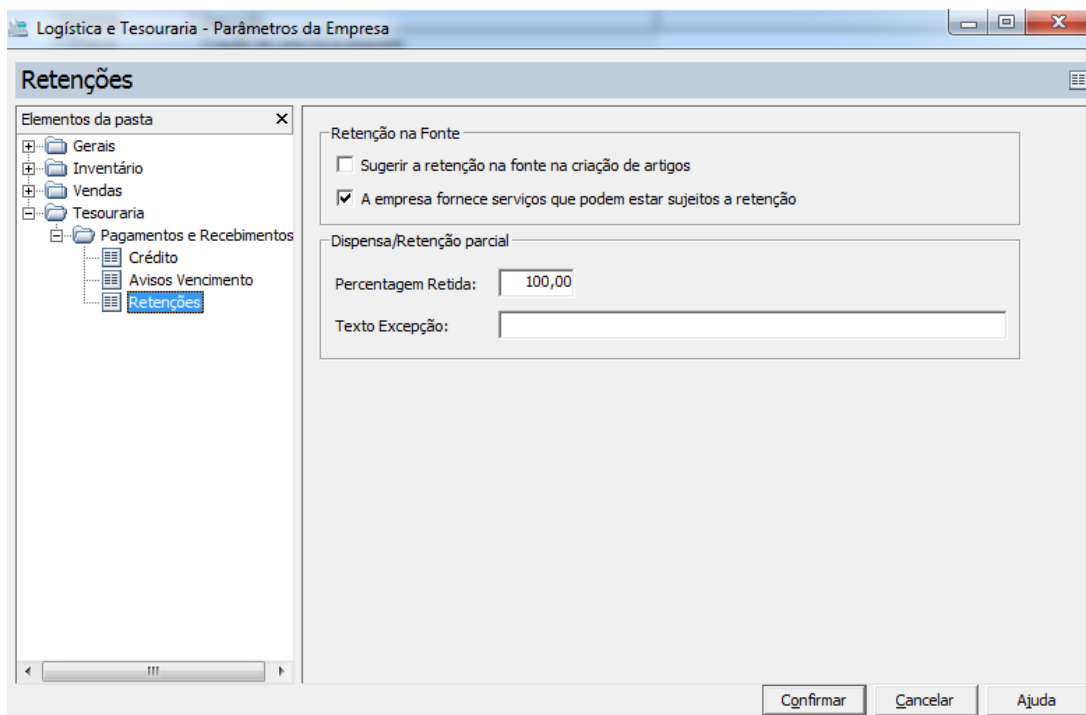 Logística e Tesouraria - Parâmetros da Empresa
Retenções
Elementos da pasta
Gerais
Inventário
Vendas
Tesouraria
Pagamentos e Recebimentos
Crédito
Avisos Vencimento
Retenções
Retenção na Fonte
Sugerir a retenção na fonte na criação de artigos
A empresa fornece serviços que podem estar sujeitos a retenção
Dispensa/Retenção parcial
Percentagem Retida: 100,00
Texto Excepção:
Confirmar Cancelar Ajuda